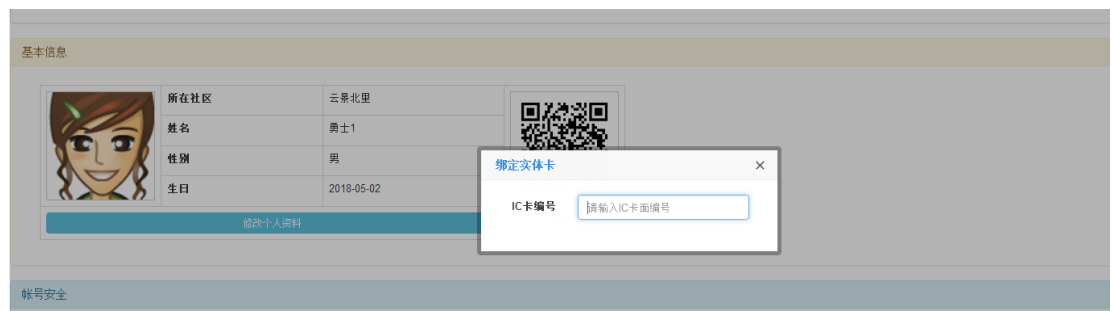 基本信息
所在社区 云景北里
姓名 勇士1
性别 男
生日 2018-05-02
修改个人资料
绑定实体卡 ×
IC卡编号 请输入IC卡面编号
帐号安全